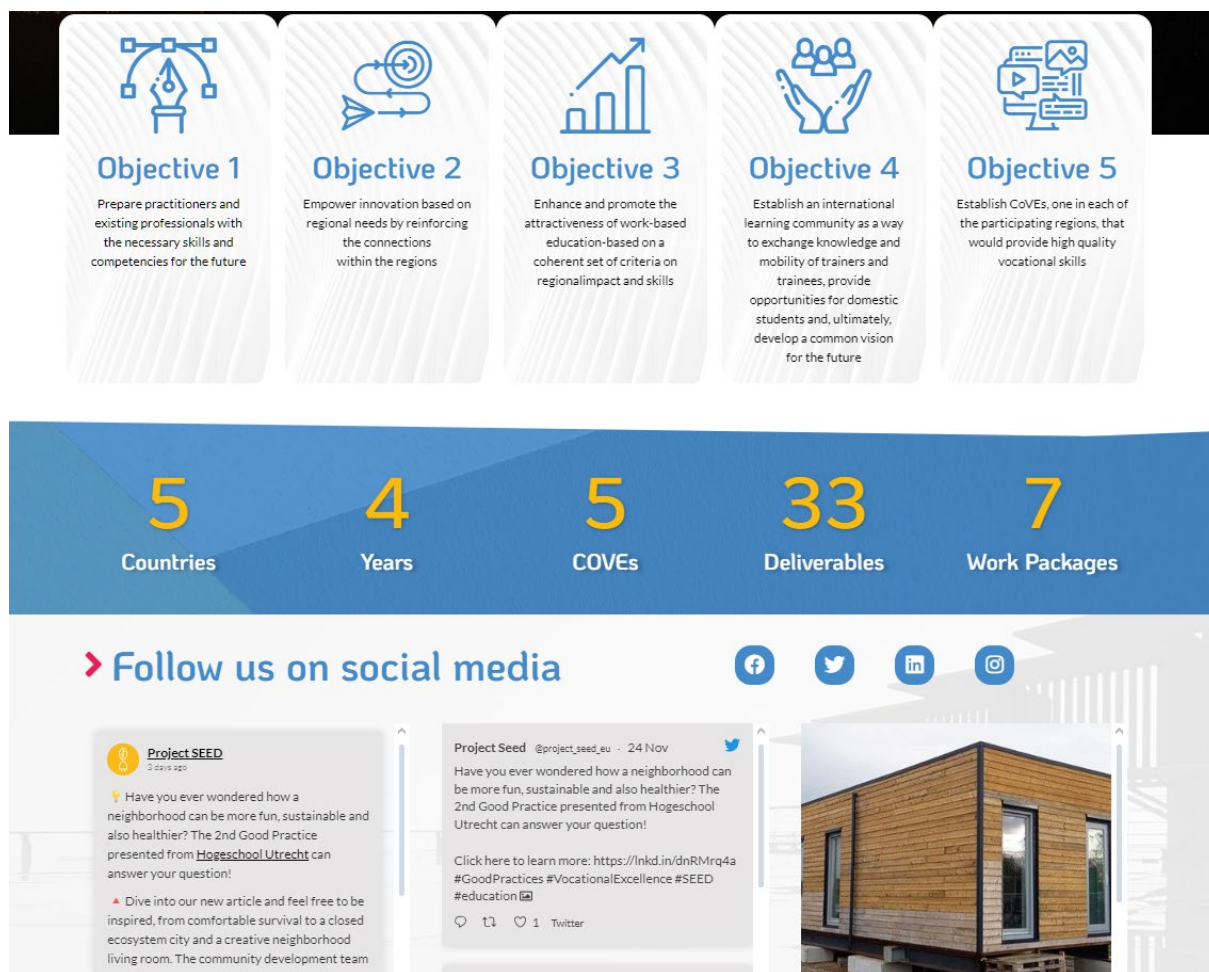 Objective 1
Prepare practitioners and
existing professionals with
the necessary skills and
competencies for the future
Objective 2
Empower innovation based on
regional needs by reinforcing
the connections
within the regions
Objective 3
Enhance and promote the
attractiveness of work-based
education-based on a
coherent set of criteria on
regionalimpact and skills
Objective 4
Establish an international
learning community as a way
to exchange knowledge and
mobility of trainers and
trainees, provide
opportunities for domestic
students and, ultimately,
develop a common vision
for the future
Objective 5
Establish CoVEs, one in each of
the participating regions, that
would provide high quality
vocational skills
5
Countries
4
Years
5
COVEs
33
Deliverables
7
Work Packages
Follow us on social media
Project SEED
3 days ago
Have you ever wondered how a
neighborhood can be more fun, sustainable and
also healthier? The 2nd Good Practice
presented from Hogeschool Utrecht can
answer your question!
Dive into our new article and feel free to be
inspired, from comfortable survival to a closed
ecosystem city and a creative neighborhood
living room. The community development team
Project Seed @project_seed_eu · 24 Nov
Have you ever wondered how a neighborhood can
be more fun, sustainable and also healthier? The
2nd Good Practice presented from Hogeschool
Utrecht can answer your question!
Click here to learn more: https://lnkd.in/dnRMrq4a
#GoodPractices #VocationalExcellence #SEED
#education
1 Twitter